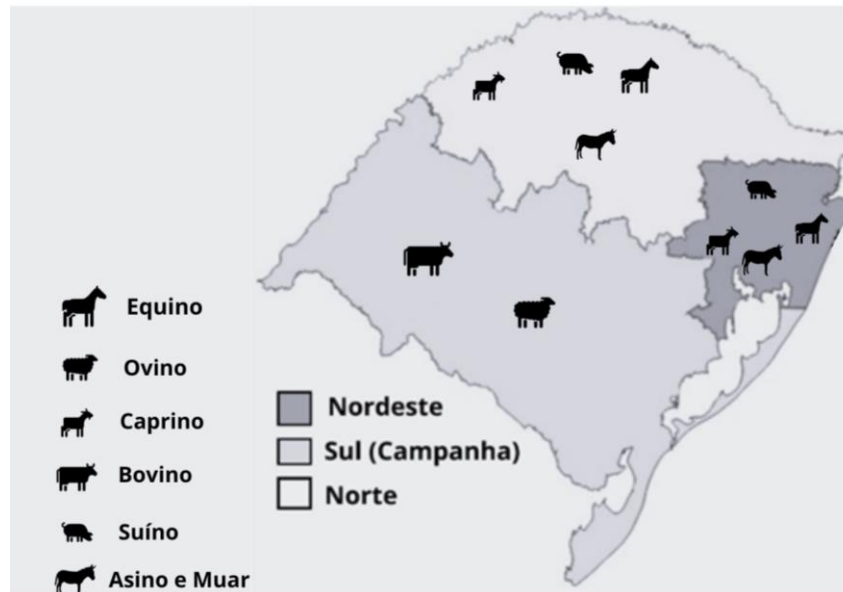 Equino
Ovino
Caprino
Bovino
Suíno
Asino e Muar
Nordeste
Sul (Campanha)
Norte